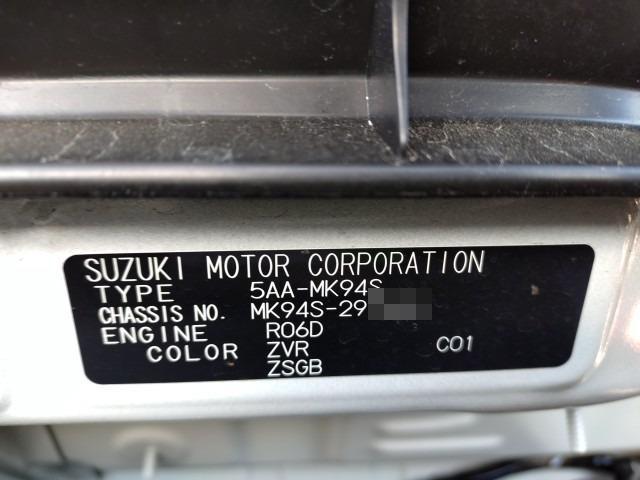 SUZUKI MOTOR CORPORATION
TYPE 5AA-MK94S
CHASSIS NO. MK94S-29
ENGINE R06D
COLOR ZVR C01
ZSGB